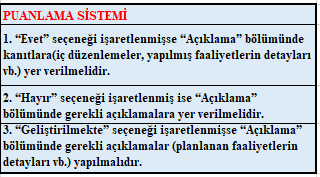 PUANLAMA SİSTEMİ
1. “Evet” seçeneği işaretlenmişse “Açıklama” bölümünde
kanıtlara(iç düzenlemeler, yapılmış faaliyetlerin detayları
vb.) yer verilmelidir.
2. “Hayır” seçeneği işaretlenmiş ise “Açıklama”
bölümünde gerekli açıklamalara yer verilmelidir.
3. “Geliştirilmekte” seçeneği işaretlenmişse “Açıklama”
bölümünde gerekli açıklamalar (planlanan faaliyetlerin
detayları vb.) yapılmalıdır.